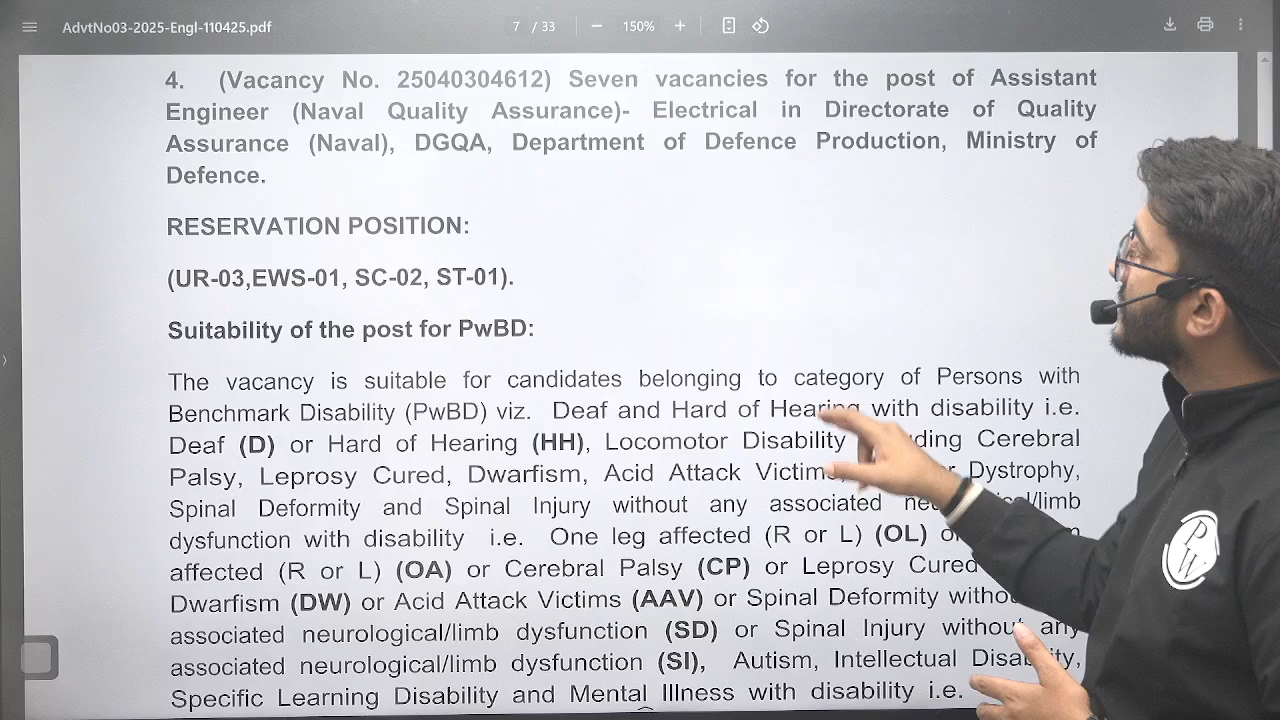 AdvtNo03-2025-Engl-110425.pdf
7 / 33
150%
4. (Vacancy No. 25040304612) Seven vacancies for the post of Assistant
Engineer (Naval Quality Assurance)- Electrical in Directorate of Quality
Assurance (Naval), DGQA, Department of Defence Production, Ministry of
Defence.
RESERVATION POSITION:
(UR-03,EWS-01, SC-02, ST-01).
Suitability of the post for PwBD:
The vacancy is suitable for candidates belonging to category of Persons with
Benchmark Disability (PwBD) viz. Deaf and Hard of Hearing with disability i.e.
Deaf (D) or Hard of Hearing (HH), Locomotor Disability Cerebral
Palsy, Leprosy Cured, Dwarfism, Acid Attack Victims, Dystrophy,
Spinal Deformity and Spinal Injury without any associated
dysfunction with disability i.e. One leg affected (R or L) (OL)
affected (R or L) (OA) or Cerebral Palsy (CP) or Leprosy Cured
Dwarfism (DW) or Acid Attack Victims (AAV) or Spinal Deformity
associated neurological/limb dysfunction (SD) or Spinal Injury without any
associated neurological/limb dysfunction (SI), Autism, Intellectual Disability,
Specific Learning Disability and Mental Illness with disability i.e.
PW